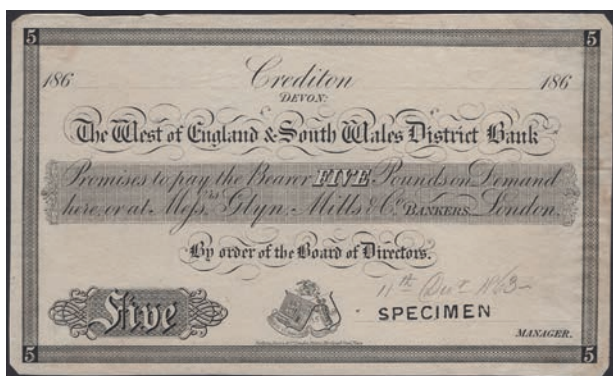 5 5
186 Crediton 186
DEVON:
The West of England & South Wales District Bank
Promises to pay the Bearer FIVE Pounds on Demand
here, or at Messs. Glyn, Mills & Co. BANKERS London.
By order of the Board of Directors.
11th 1863
Five SPECIMEN
MANAGER.
5 5